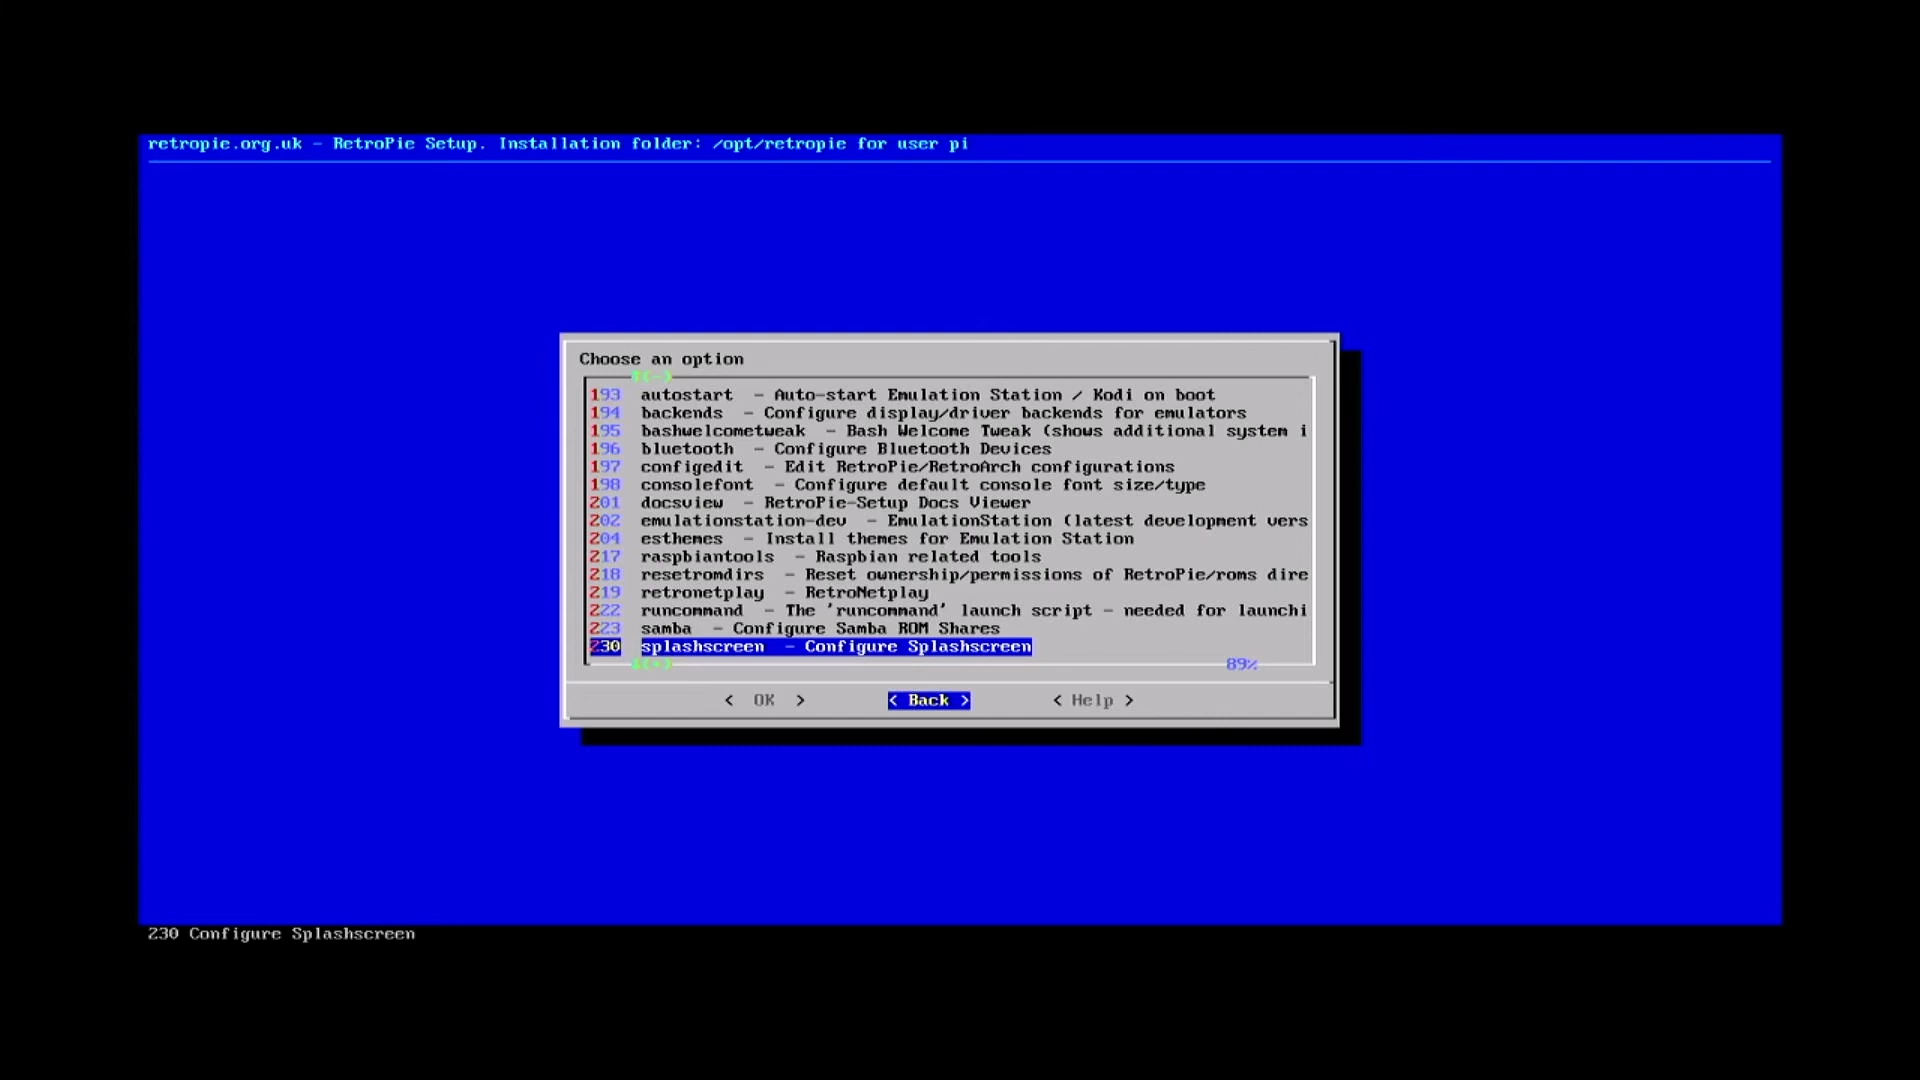 retropie.org.uk - RetroPie Setup. Installation folder: /opt/retropie for user pi
Choose an option
↑(-)
193 autostart - Auto-start Emulation Station / Kodi on boot
194 backends - Configure display/driver backends for emulators
195 bashwelcometweak - Bash Welcome Tweak (shows additional system i
196 bluetooth - Configure Bluetooth Devices
197 configedit - Edit RetroPie/RetroArch configurations
198 consolefont - Configure default console font size/type
201 docsview - RetroPie-Setup Docs Viewer
202 emulationstation-dev - EmulationStation (latest development vers
204 esthemes - Install themes for Emulation Station
217 raspbiantools - Raspbian related tools
218 resetromdirs - Reset ownership/permissions of RetroPie/roms dire
219 retronetplay - RetroNetplay
222 runcommand - The 'runcommand' launch script - needed for launchi
223 samba - Configure Samba ROM Shares
230 splashscreen - Configure Splashscreen
↓(+) 89%
< OK > < Back > < Help >
230 Configure Splashscreen